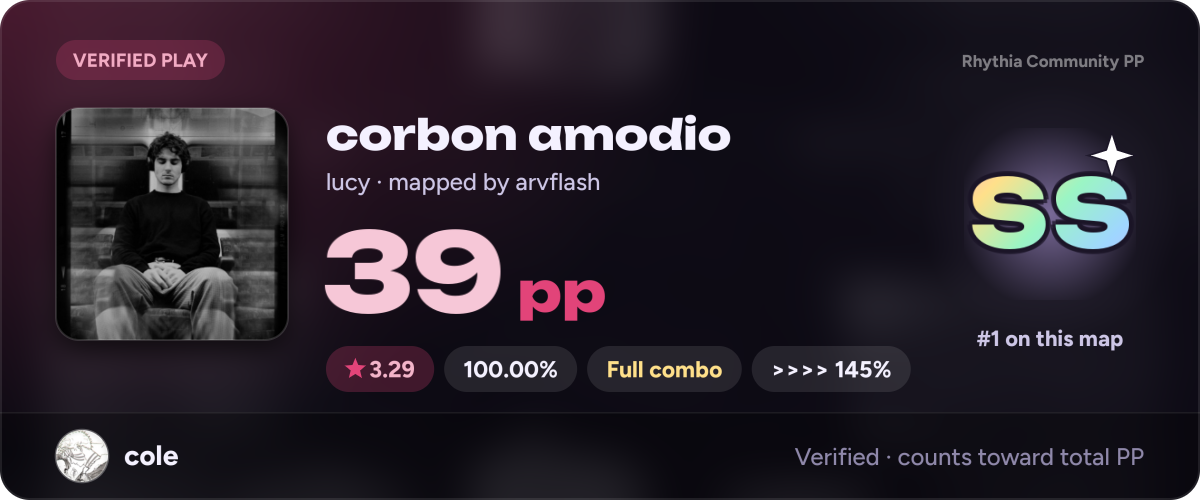 VERIFIED PLAY
Rhythia Community PP
corbon amodio
lucy · mapped by arvflash
39 pp
★3.29
100.00%
Full combo
>>>> 145%
SS
#1 on this map
cole
Verified · counts toward total PP